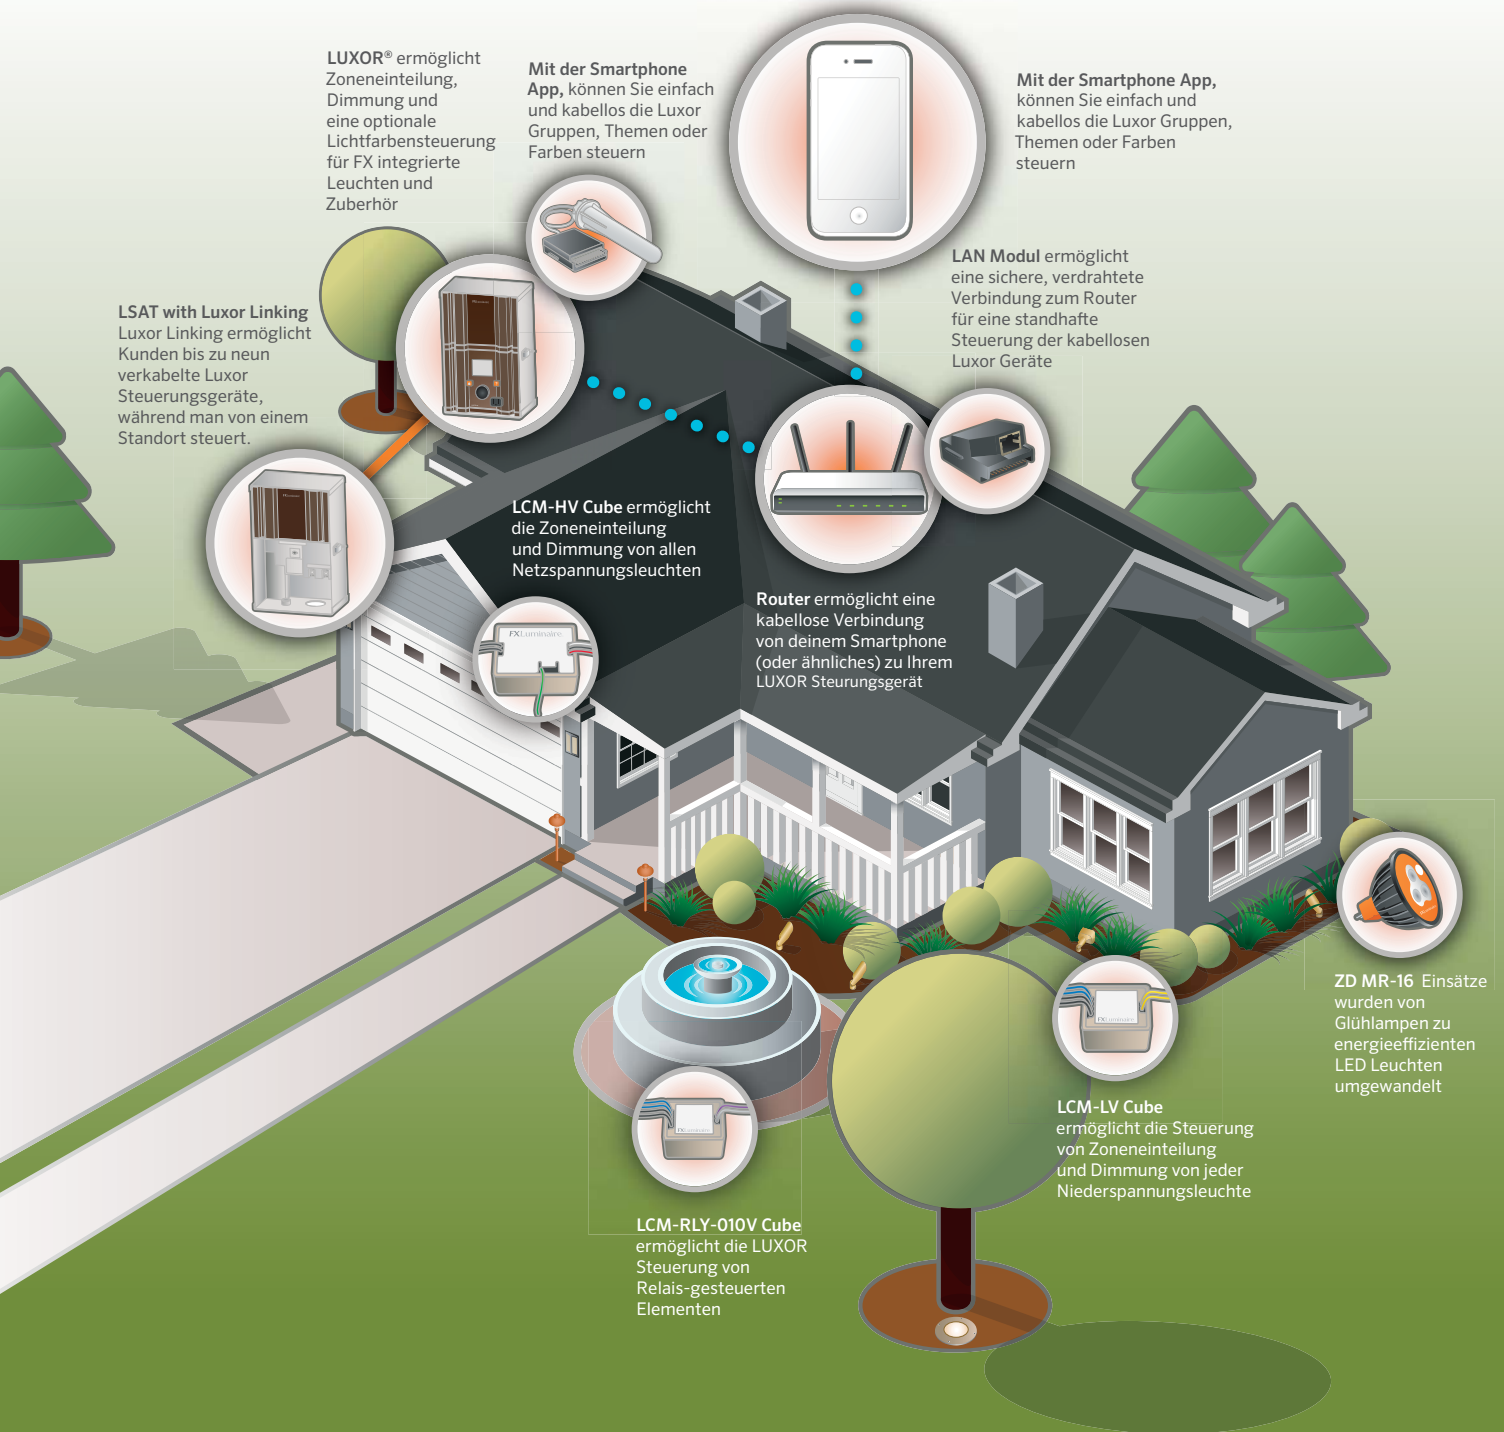 LUXOR® ermöglicht
Zoneneinteilung,
Dimmung und
eine optionale
Lichtfarbensteuerung
für FX integrierte
Leuchten und
Zuberhör
Mit der Smartphone
App, können Sie einfach
und kabellos die Luxor
Gruppen, Themen oder
Farben steuern
Mit der Smartphone App,
können Sie einfach und
kabellos die Luxor Gruppen,
Themen oder Farben
steuern
LAN Modul ermöglicht
eine sichere, verdrahtete
Verbindung zum Router
für eine standhafte
Steuerung der kabellosen
Luxor Geräte
LSAT with Luxor Linking
Luxor Linking ermöglicht
Kunden bis zu neun
verkabelte Luxor
Steuerungsgeräte,
während man von einem
Standort steuert.
LCM-HV Cube ermöglicht
die Zoneneinteilung
und Dimmung von allen
Netzspannungsleuchten
FXLuminaire
Router ermöglicht eine
kabellose Verbindung
von deinem Smartphone
(oder ähnliches) zu Ihrem
LUXOR Steurungsgerät
ZD MR-16 Einsätze
wurden von
Glühlampen zu
energieeffizienten
LED Leuchten
umgewandelt
FXLuminaire
LCM-LV Cube
ermöglicht die Steuerung
von Zoneneinteilung
und Dimmung von jeder
Niederspannungsleuchte
FXLuminaire
LCM-RLY-010V Cube
ermöglicht die LUXOR
Steuerung von
Relais-gesteuerten
Elementen